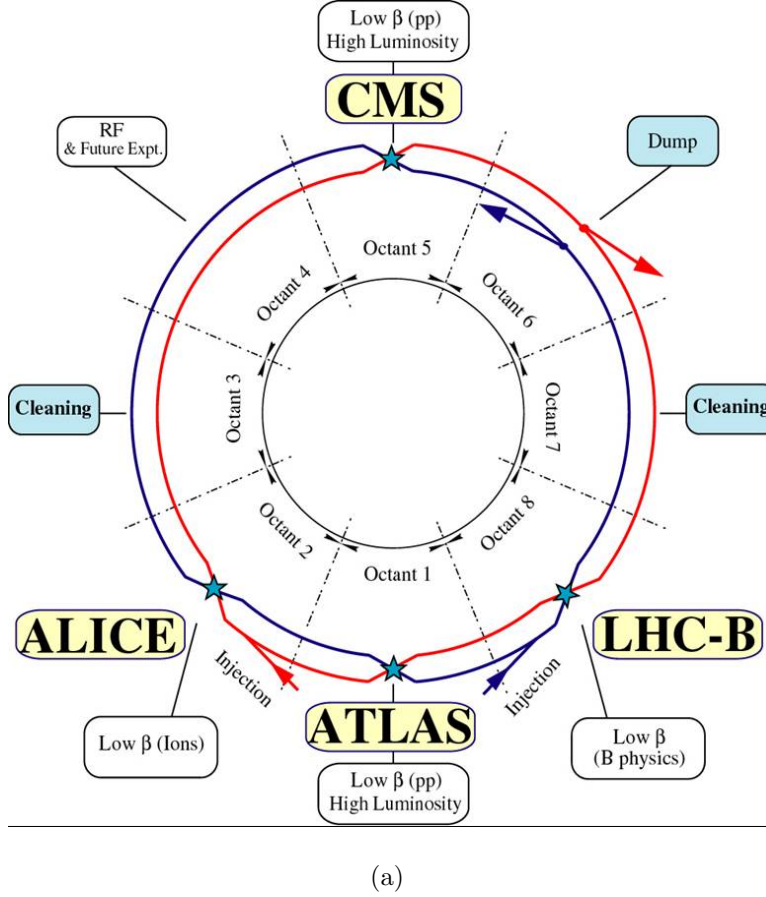 Low β (pp)
High Luminosity
CMS
RF
& Future Expt.
Dump
Octant 5
Octant 4
Octant 6
Cleaning
Octant 3
Octant 7
Cleaning
Octant 2
Octant 8
Octant 1
ALICE
LHC-B
Injection
Injection
ATLAS
Low β (Ions)
Low β
(B physics)
Low β (pp)
High Luminosity
(a)